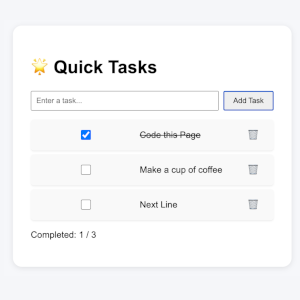 Quick Tasks
Enter a task... Add Task
Code this Page
Make a cup of coffee
Next Line
Completed: 1 / 3